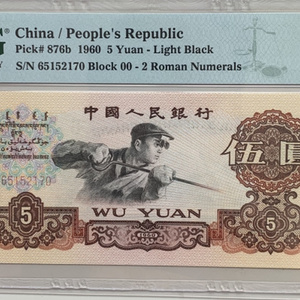 China / People's Republic
Pick# 876b 1960 5 Yuan - Light Black
S/N 65152170 Block 00 - 2 Roman Numerals
中國人民銀行
65152170
伍圓
5
WU YUAN
1960
5